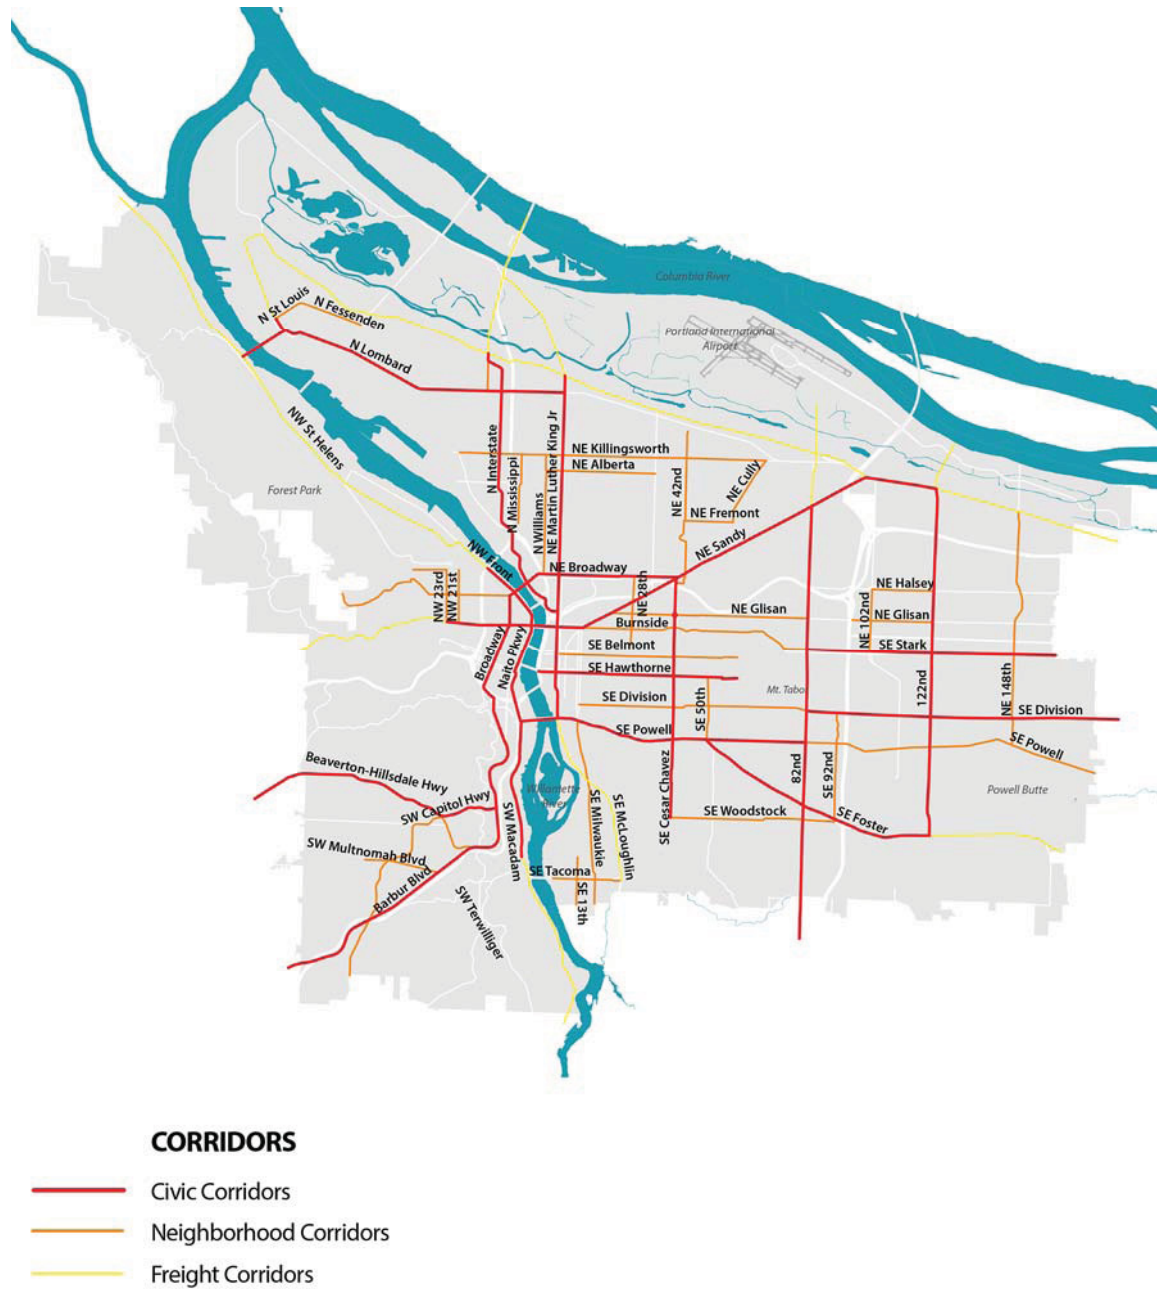 Columbia River
Portland International
Airport
N St Louis
N Fessenden
N Lombard
NW St Helens
Forest Park
N Interstate
N Mississippi
N Williams
NE Martin Luther King Jr
NE Killingsworth
NE Alberta
NE 42nd
NE Cully
NE Fremont
NE Sandy
NW Front
NE Broadway
NE 28th
NW 23rd
NW 21st
NE Glisan
Burnside
NE Halsey
NE 102nd
NE Glisan
SE Stark
Broadway
Naito Pkwy
SE Belmont
SE Hawthorne
Mt. Tabo
122nd
NE 148th
SE Division
SE 50th
SE Division
SE Powell
SE Powell
82nd
SE 92nd
Beaverton-Hillsdale Hwy
SW Capitol Hwy
Willamette
River
SE Cesar Chavez
SE Woodstock
SE Foster
Powell Butte
SW Macadam
SE Milwaukie
SE McLoughlin
SW Multnomah Blvd
Barbur Blvd
SE Tacoma
SE 13th
SW Terwilliger
CORRIDORS
Civic Corridors
Neighborhood Corridors
Freight Corridors